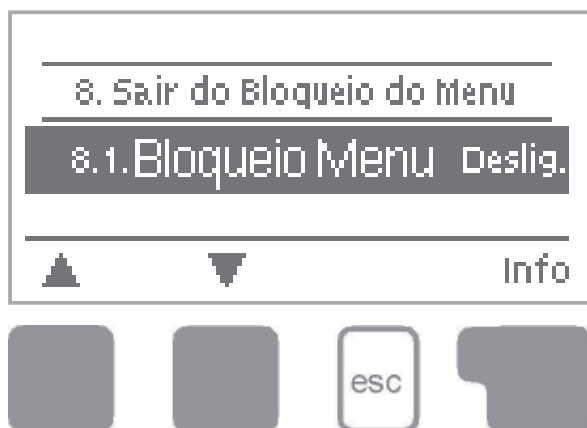 8. Sair do Bloqueio do Menu
8.1.Bloqueio Menu Deslig.
Info
esc